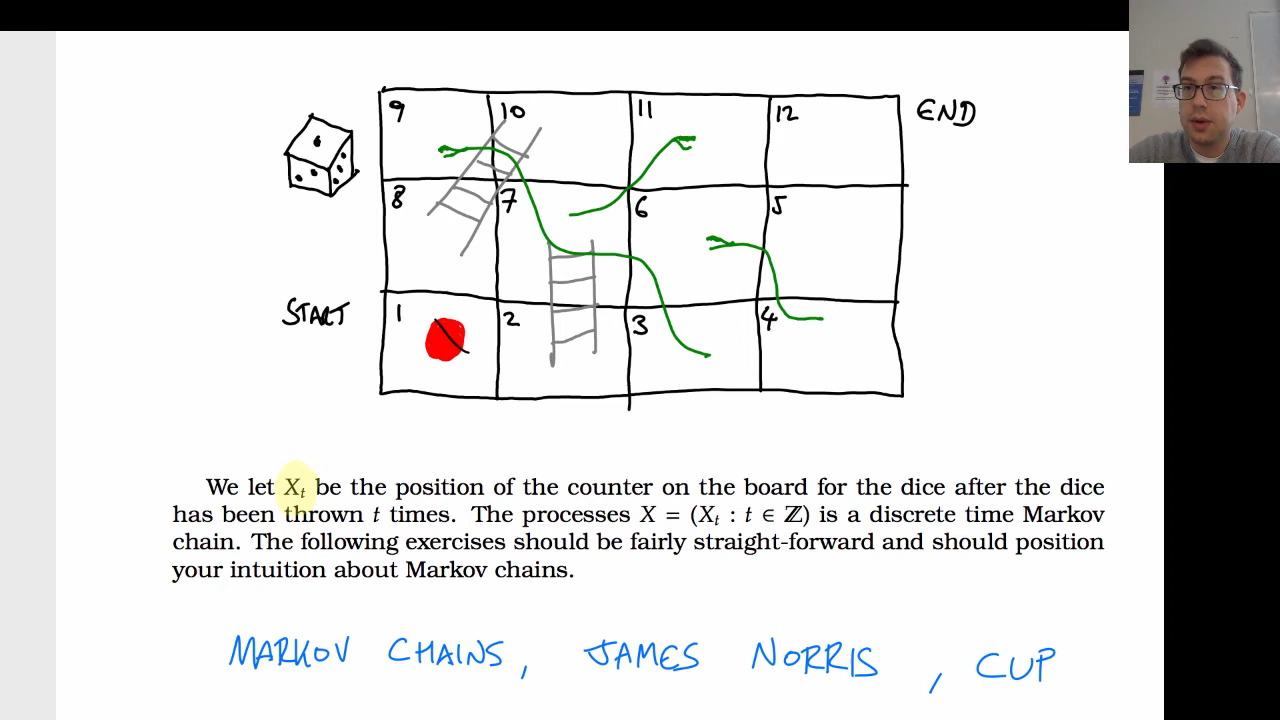 9 10 11 12 END
8 7 6 5
START 1 2 3 4
We let Xₜ be the position of the counter on the board for the dice after the dice
has been thrown t times. The processes X = (Xₜ : t ∈ ℤ) is a discrete time Markov
chain. The following exercises should be fairly straight-forward and should position
your intuition about Markov chains.
MARKOV CHAINS, JAMES NORRIS, CUP